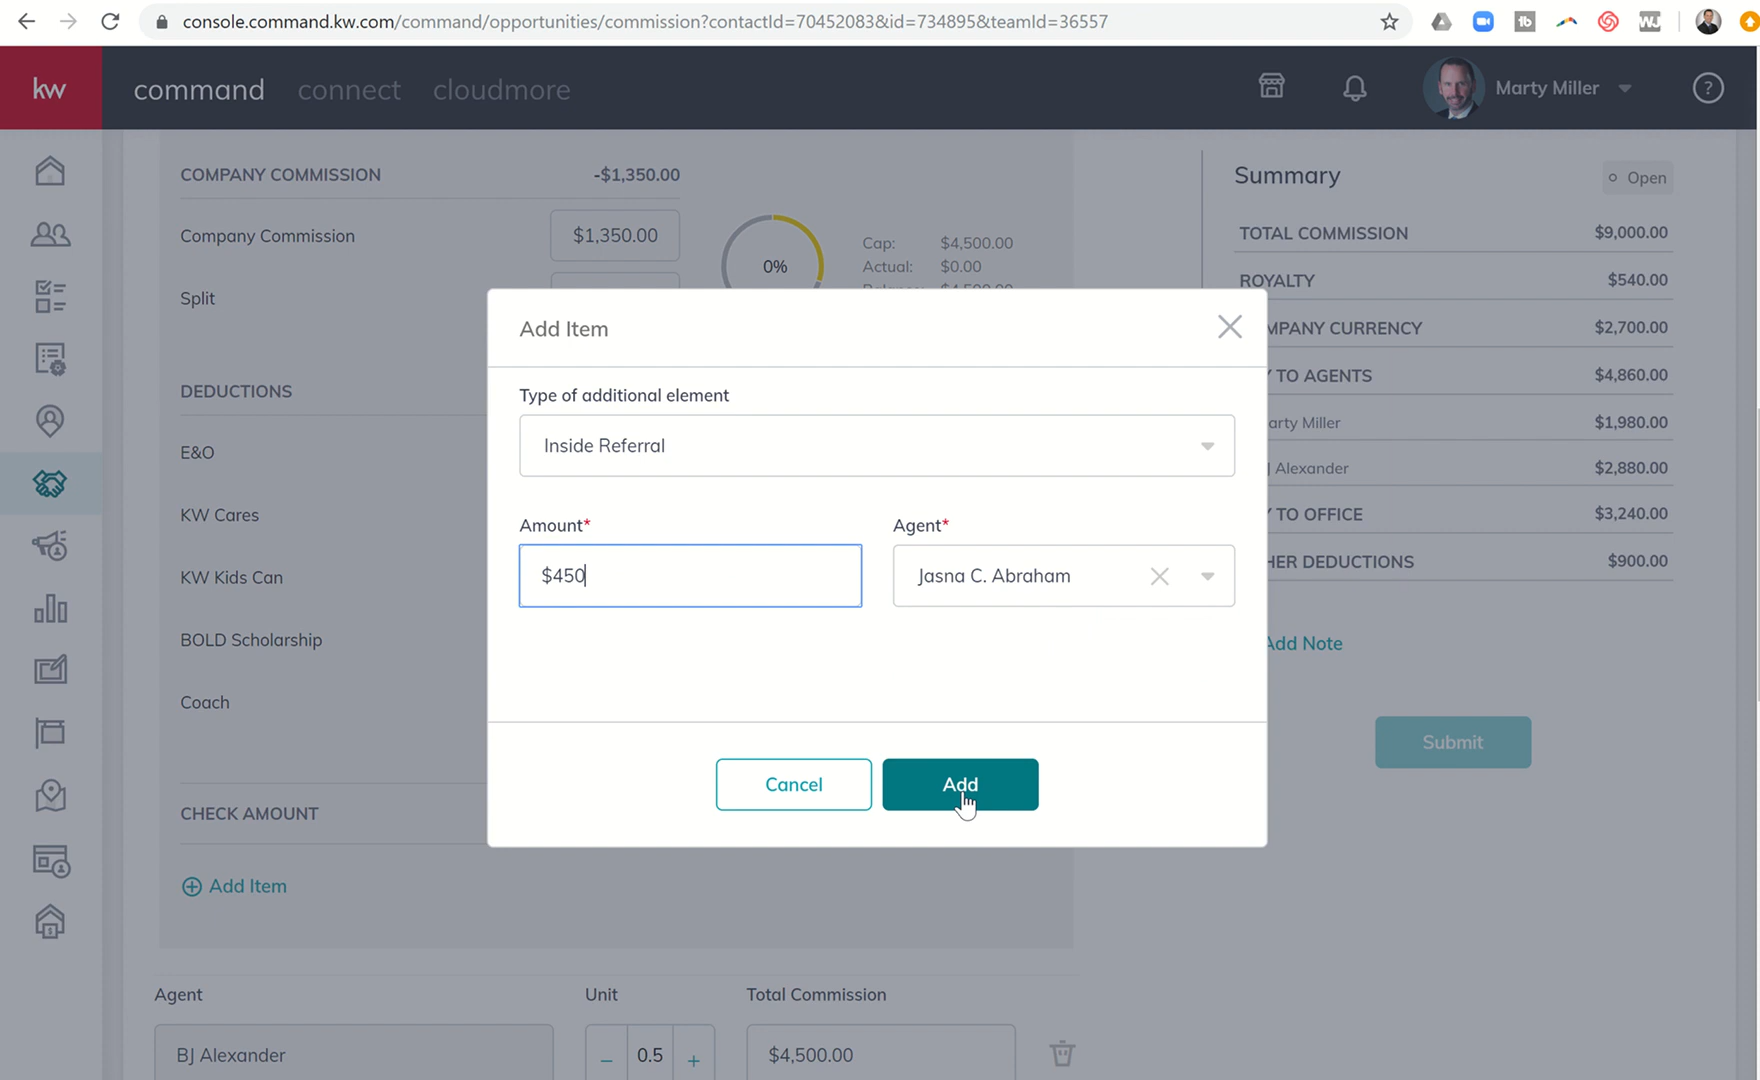 console.command.kw.com/command/opportunities/commission?contactId=70452083&id=734895&teamId=36557
kw
command connect cloudmore
Marty Miller
?
COMPANY COMMISSION -$1,350.00
Company Commission $1,350.00
Split
0%
Cap: $4,500.00
Actual: $0.00
Summary
Open
TOTAL COMMISSION $9,000.00
ROYALTY $540.00
MPANY CURRENCY $2,700.00
Y TO AGENTS $4,860.00
arty Miller $1,980.00
J Alexander $2,880.00
Y TO OFFICE $3,240.00
HER DEDUCTIONS $900.00
Add Note
Submit
Add Item
Type of additional element
Inside Referral
Amount* Agent*
$450 Jasna C. Abraham
Cancel Add
DEDUCTIONS
E&O
KW Cares
KW Kids Can
BOLD Scholarship
Coach
CHECK AMOUNT
Add Item
Agent Unit Total Commission
BJ Alexander – 0.5 + $4,500.00